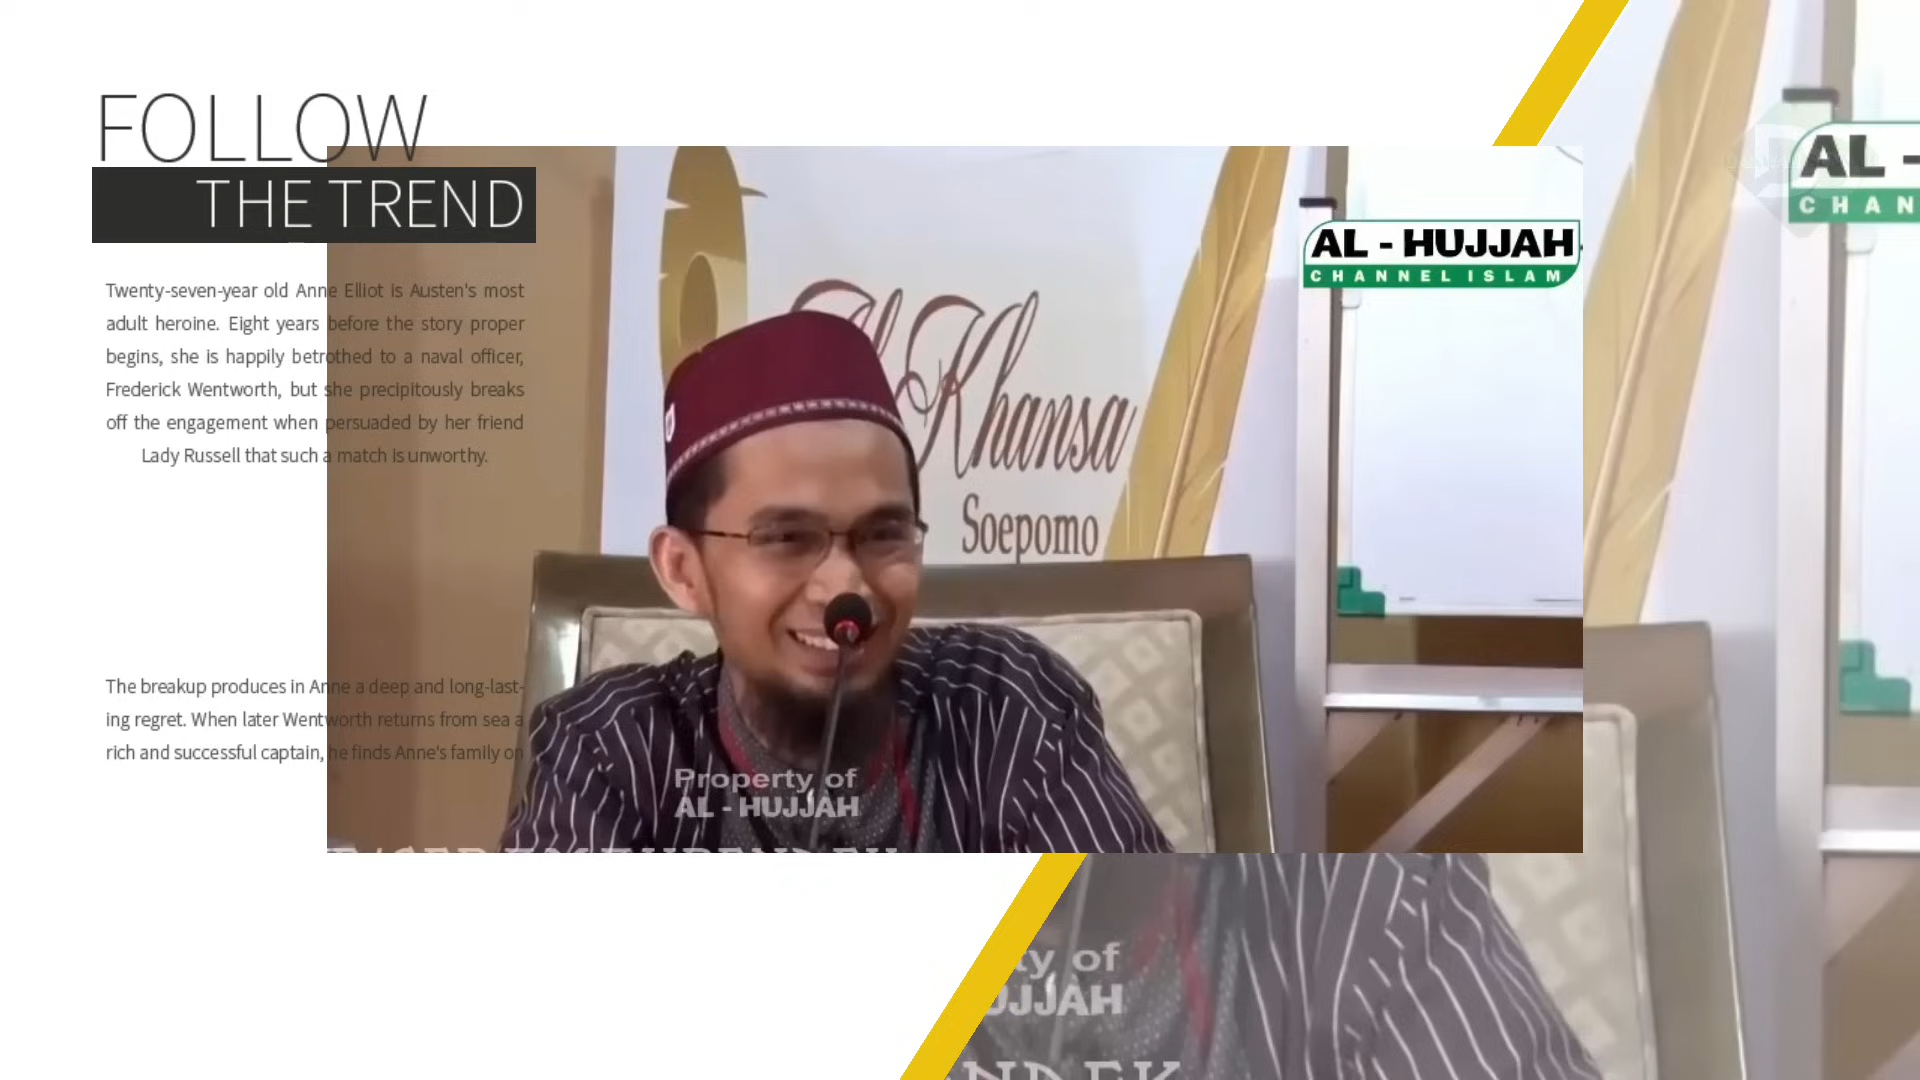 FOLLOW
THE TREND
Twenty-seven-year old Anne Elliot is Austen's most
adult heroine. Eight years before the story proper
begins, she is happily betrothed to a naval officer,
Frederick Wentworth, but she precipitously breaks
off the engagement when persuaded by her friend
Lady Russell that such a match is unworthy.
The breakup produces in Anne a deep and long-last-
ing regret. When later Wentworth returns from sea a
rich and successful captain, he finds Anne's family on
Khansa
Soepomo
AL - HUJJAH
CHANNEL ISLAM
Property of
AL - HUJJAH
AL -
CHAN
ty of
UJJAH
NDEK